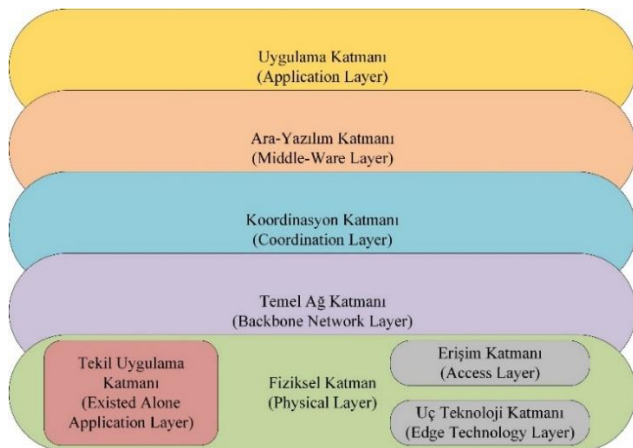 Uygulama Katmanı
(Application Layer)
Ara-Yazılım Katmanı
(Middle-Ware Layer)
Koordinasyon Katmanı
(Coordination Layer)
Temel Ağ Katmanı
(Backbone Network Layer)
Tekil Uygulama
Katmanı
(Existed Alone
Application Layer)
Fiziksel Katman
(Physical Layer)
Erişim Katmanı
(Access Layer)
Uç Teknoloji Katmanı
(Edge Technology Layer)